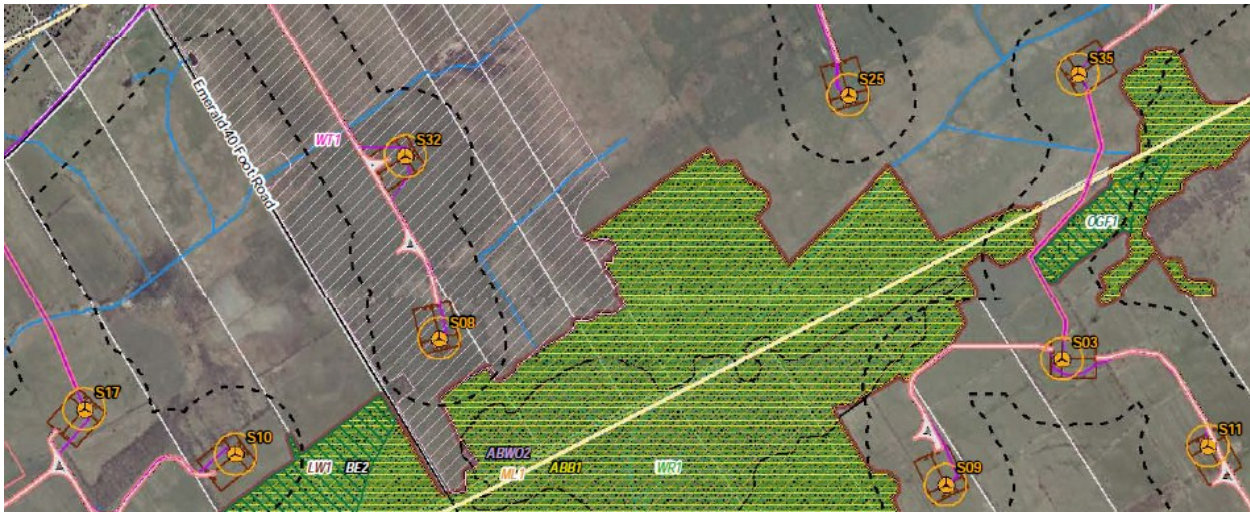 S35
S25
Emerald 40 Foot Road
WT1
S32
OGF1
S08
S03
S17
S10
S11
LW1
BE2
ABWO2
ML1
ABB1
WR1
S09